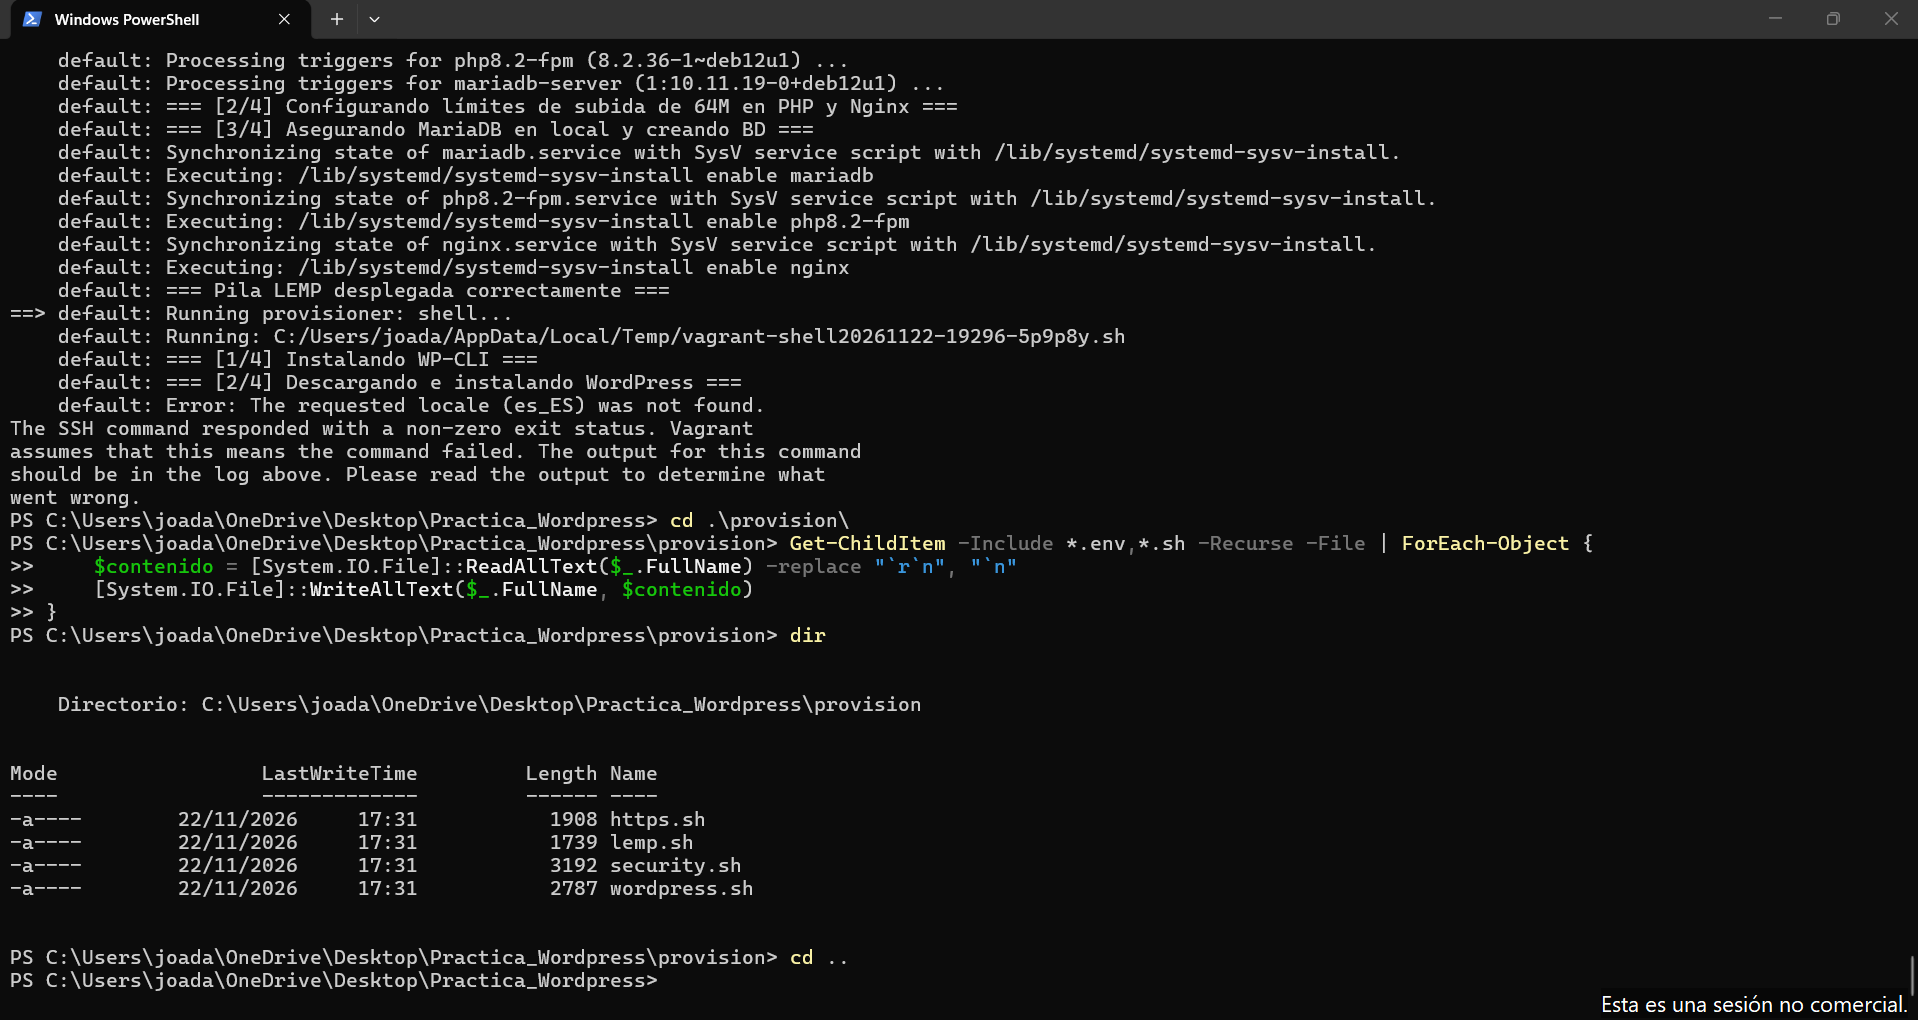 Windows PowerShell
default: Processing triggers for php8.2-fpm (8.2.36-1~deb12u1) ...
default: Processing triggers for mariadb-server (1:10.11.19-0+deb12u1) ...
default: === [2/4] Configurando límites de subida de 64M en PHP y Nginx ===
default: === [3/4] Asegurando MariaDB en local y creando BD ===
default: Synchronizing state of mariadb.service with SysV service script with /lib/systemd/systemd-sysv-install.
default: Executing: /lib/systemd/systemd-sysv-install enable mariadb
default: Synchronizing state of php8.2-fpm.service with SysV service script with /lib/systemd/systemd-sysv-install.
default: Executing: /lib/systemd/systemd-sysv-install enable php8.2-fpm
default: Synchronizing state of nginx.service with SysV service script with /lib/systemd/systemd-sysv-install.
default: Executing: /lib/systemd/systemd-sysv-install enable nginx
default: === Pila LEMP desplegada correctamente ===
==> default: Running provisioner: shell...
default: Running: C:/Users/joada/AppData/Local/Temp/vagrant-shell20261122-19296-5p9p8y.sh
default: === [1/4] Instalando WP-CLI ===
default: === [2/4] Descargando e instalando WordPress ===
default: Error: The requested locale (es_ES) was not found.
The SSH command responded with a non-zero exit status. Vagrant
assumes that this means the command failed. The output for this command
should be in the log above. Please read the output to determine what
went wrong.
PS C:\Users\joada\OneDrive\Desktop\Practica_Wordpress> cd .\provision\
PS C:\Users\joada\OneDrive\Desktop\Practica_Wordpress\provision> Get-ChildItem -Include *.env,*.sh -Recurse -File | ForEach-Object {
>>     $contenido = [System.IO.File]::ReadAllText($_.FullName) -replace "`r`n", "`n"
>>     [System.IO.File]::WriteAllText($_.FullName, $contenido)
>> }
PS C:\Users\joada\OneDrive\Desktop\Practica_Wordpress\provision> dir
Directorio: C:\Users\joada\OneDrive\Desktop\Practica_Wordpress\provision
Mode                 LastWriteTime         Length Name
----                 -------------         ------ ----
-a----        22/11/2026     17:31           1908 https.sh
-a----        22/11/2026     17:31           1739 lemp.sh
-a----        22/11/2026     17:31           3192 security.sh
-a----        22/11/2026     17:31           2787 wordpress.sh
PS C:\Users\joada\OneDrive\Desktop\Practica_Wordpress\provision> cd ..
PS C:\Users\joada\OneDrive\Desktop\Practica_Wordpress>
Esta es una sesión no comercial.